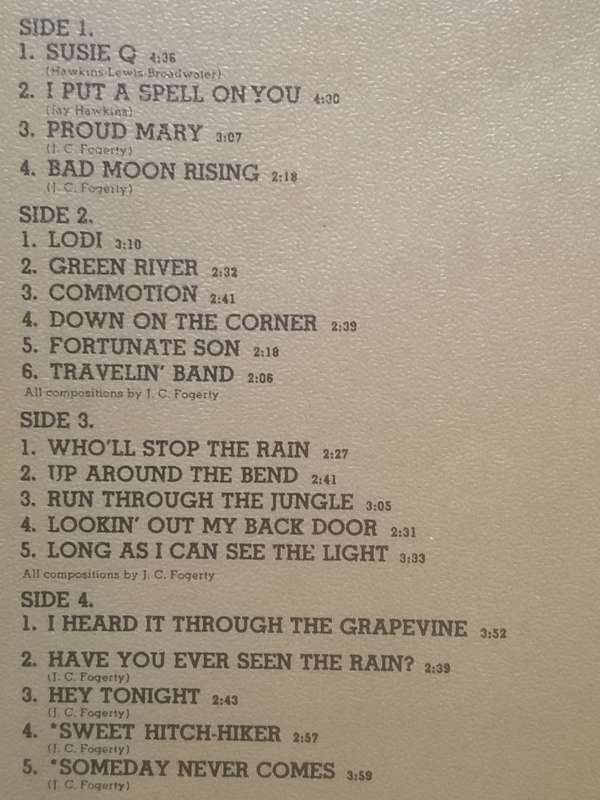 SIDE 1.
1. SUSIE Q 4:36
(Hawkins-Lewis-Broadwater)
2. I PUT A SPELL ON YOU 4:30
(Jay Hawkins)
3. PROUD MARY 3:07
(J. C. Fogerty)
4. BAD MOON RISING 2:18
(J. C. Fogerty)
SIDE 2.
1. LODI 3:10
2. GREEN RIVER 2:32
3. COMMOTION 2:41
4. DOWN ON THE CORNER 2:39
5. FORTUNATE SON 2:18
6. TRAVELIN' BAND 2:06
All compositions by J. C. Fogerty
SIDE 3.
1. WHO'LL STOP THE RAIN 2:27
2. UP AROUND THE BEND 2:41
3. RUN THROUGH THE JUNGLE 3:05
4. LOOKIN' OUT MY BACK DOOR 2:31
5. LONG AS I CAN SEE THE LIGHT 3:33
All compositions by J. C. Fogerty
SIDE 4.
1. I HEARD IT THROUGH THE GRAPEVINE 3:52
2. HAVE YOU EVER SEEN THE RAIN? 2:39
(J. C. Fogerty)
3. HEY TONIGHT 2:43
(J. C. Fogerty)
4. *SWEET HITCH-HIKER 2:57
(J. C. Fogerty)
5. *SOMEDAY NEVER COMES 3:59
(J. C. Fogerty)